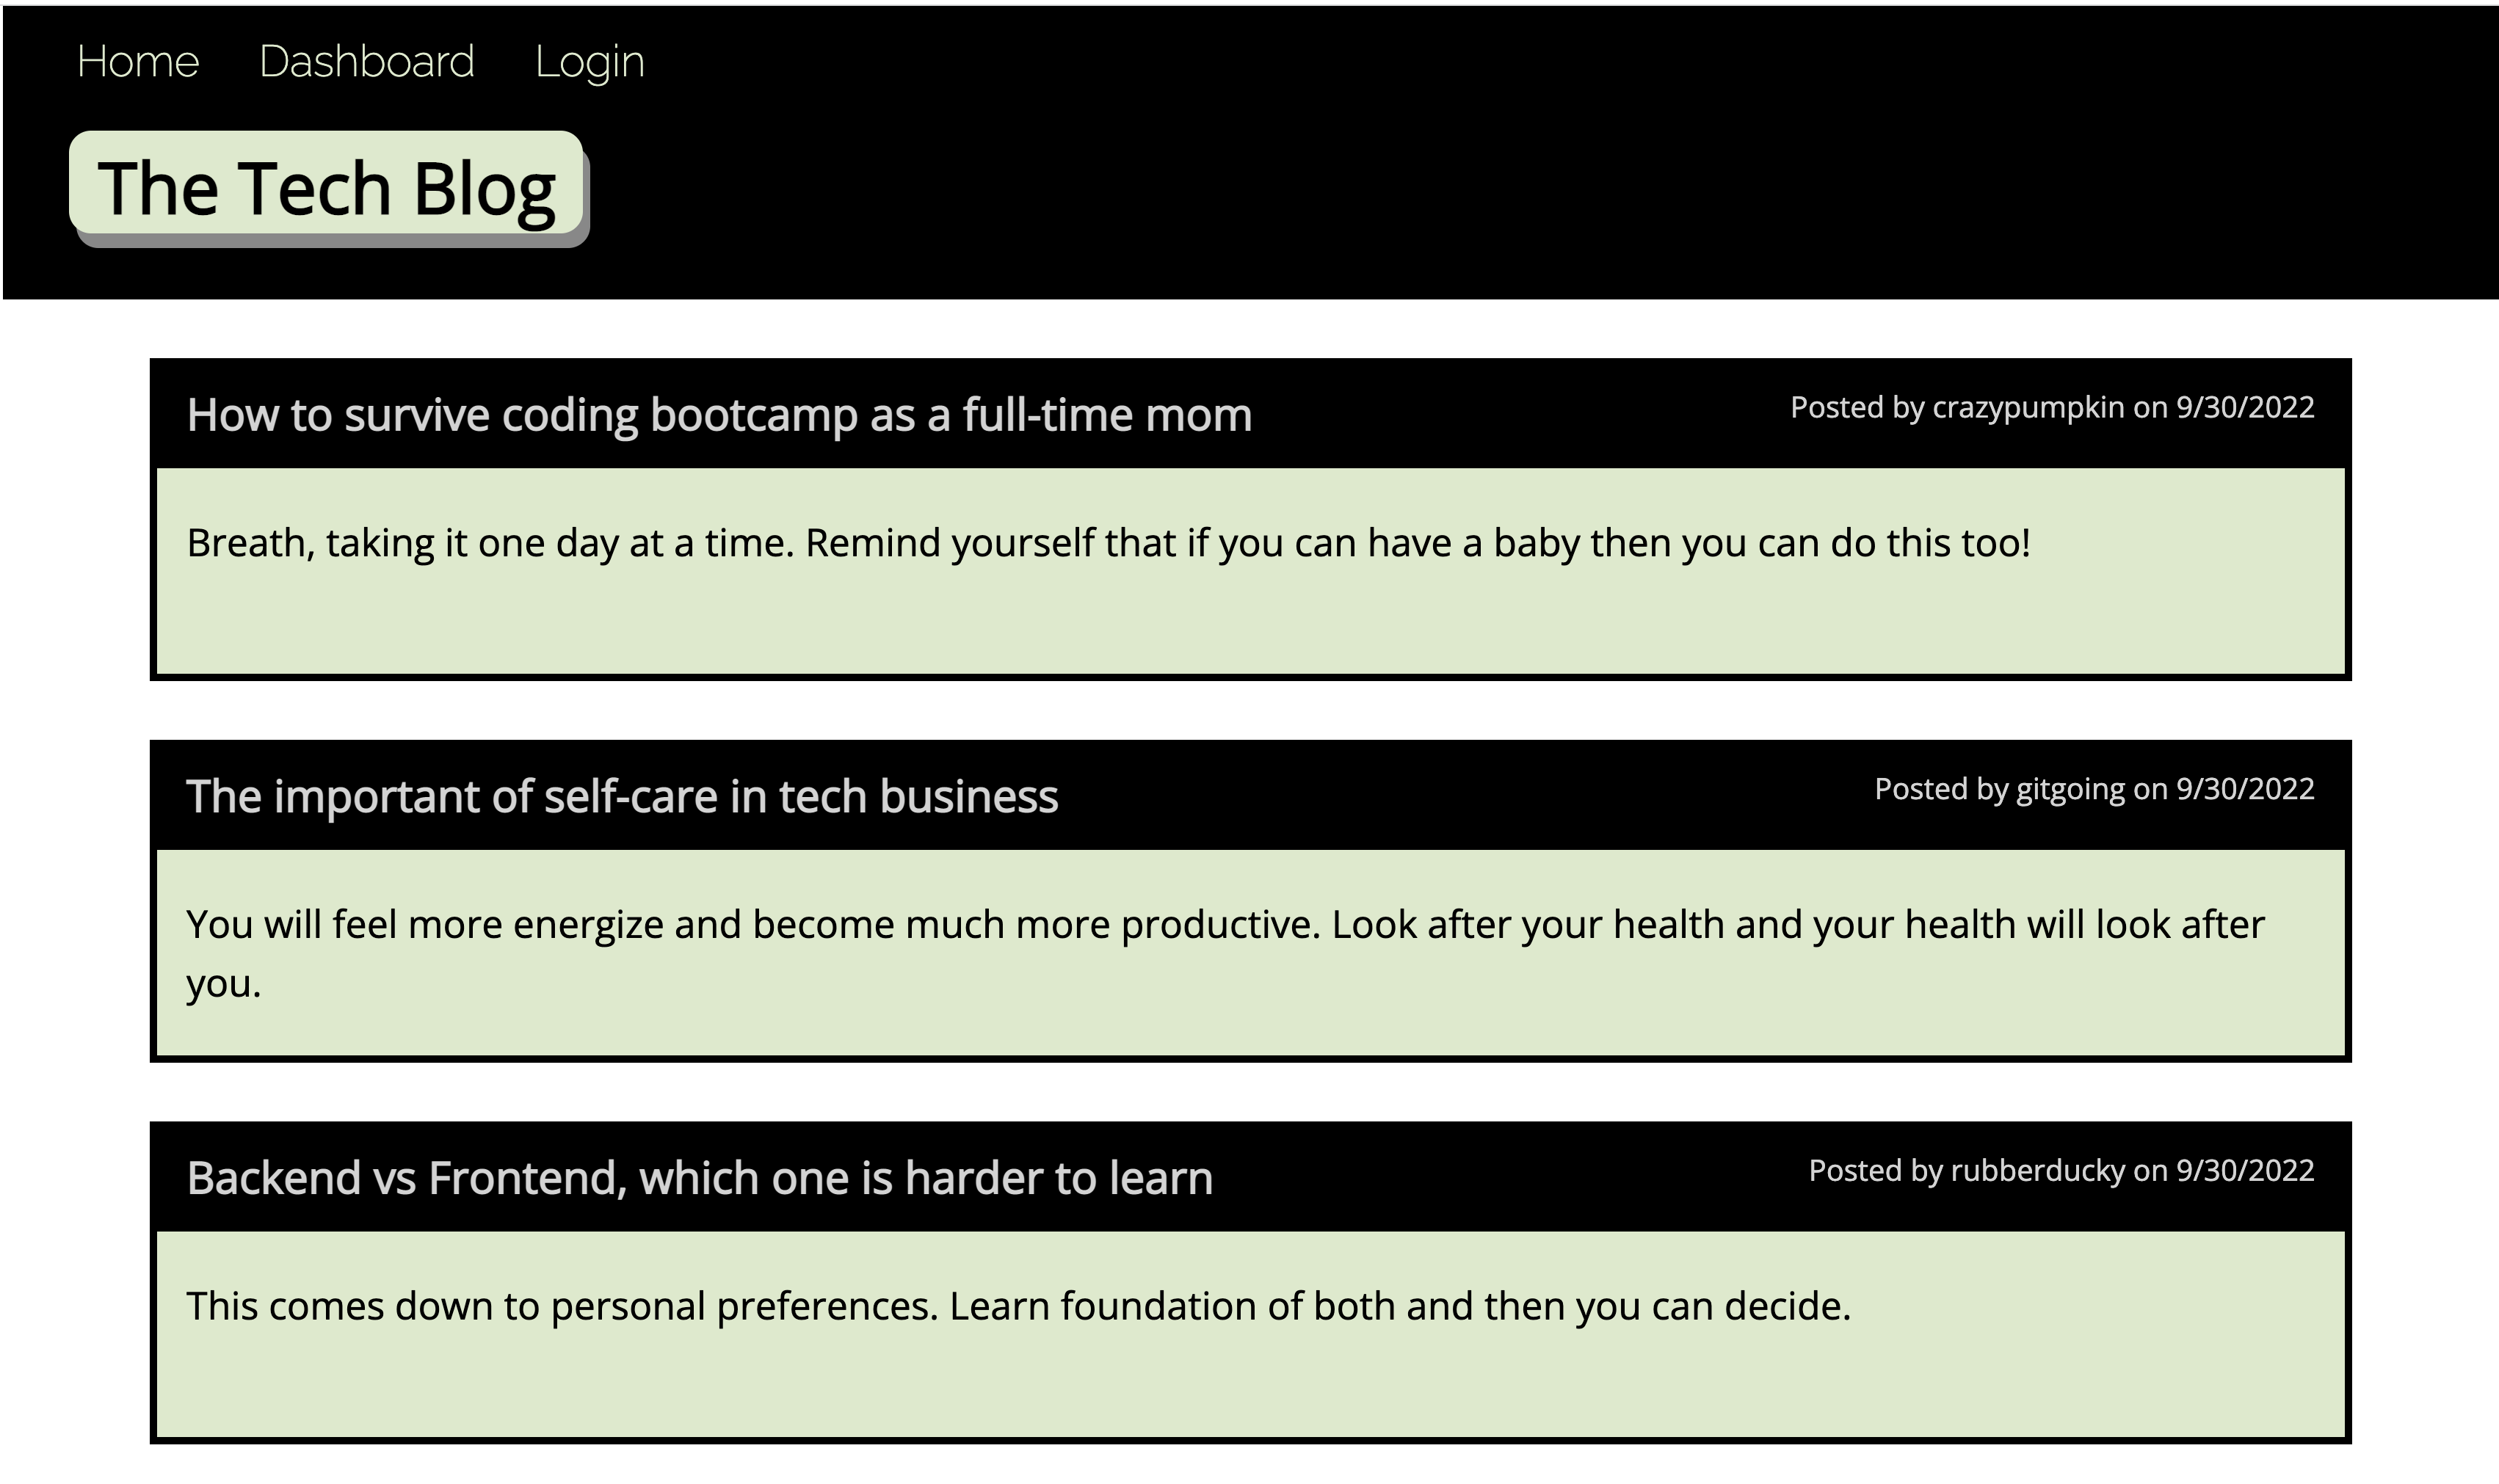 Home Dashboard Login
The Tech Blog
How to survive coding bootcamp as a full-time mom
Posted by crazypumpkin on 9/30/2022
Breath, taking it one day at a time. Remind yourself that if you can have a baby then you can do this too!
The important of self-care in tech business
Posted by gitgoing on 9/30/2022
You will feel more energize and become much more productive. Look after your health and your health will look after
you.
Backend vs Frontend, which one is harder to learn
Posted by rubberducky on 9/30/2022
This comes down to personal preferences. Learn foundation of both and then you can decide.